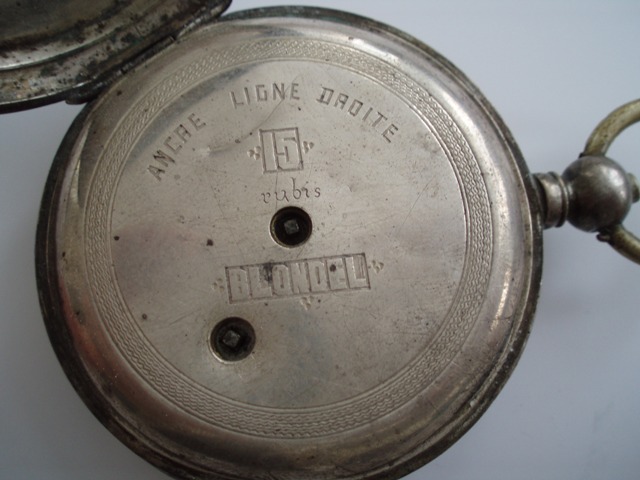 ANCRE LIGNE DROITE
15
rubis
BLONDEL